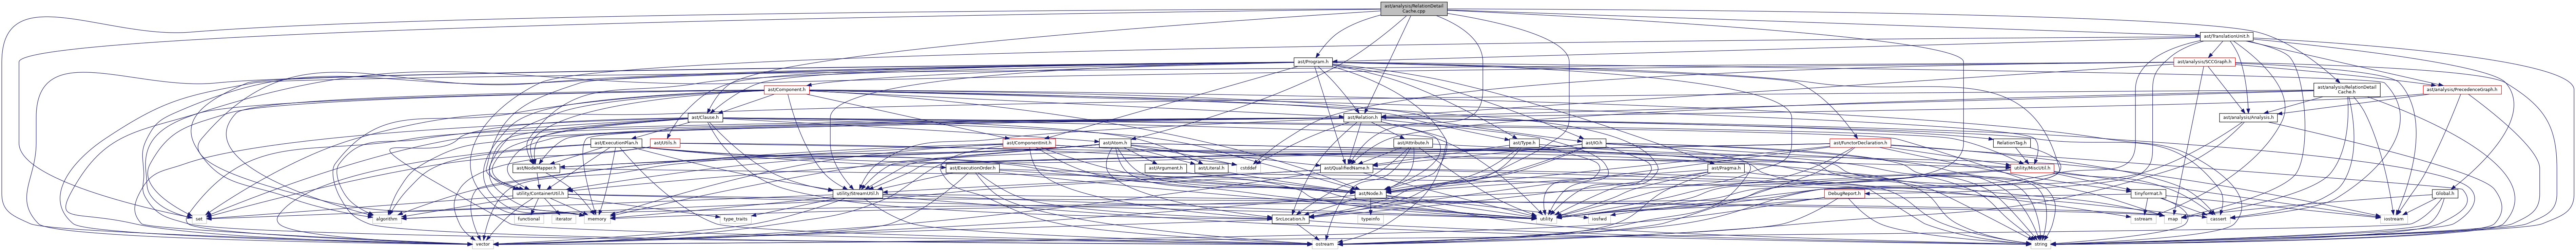 ast/analysis/RelationDetail
Cache.cpp
ast/TranslationUnit.h
ast/Program.h
ast/analysis/SCCGraph.h
ast/Component.h
ast/analysis/RelationDetail
Cache.h
ast/analysis/PrecedenceGraph.h
ast/Clause.h
ast/Relation.h
ast/analysis/Analysis.h
ast/ExecutionPlan.h
ast/Utils.h
ast/ComponentInit.h
ast/Atom.h
ast/Attribute.h
ast/Type.h
ast/IO.h
ast/FunctorDeclaration.h
RelationTag.h
ast/NodeMapper.h
ast/ExecutionOrder.h
ast/Argument.h
ast/Literal.h
cstddef
ast/QualifiedName.h
ast/Pragma.h
utility/MiscUtil.h
utility/ContainerUtil.h
utility/StreamUtil.h
ast/Node.h
DebugReport.h
tinyformat.h
Global.h
set
algorithm
functional
iterator
memory
type_traits
SrcLocation.h
typeinfo
utility
iosfwd
sstream
map
cassert
iostream
vector
ostream
string